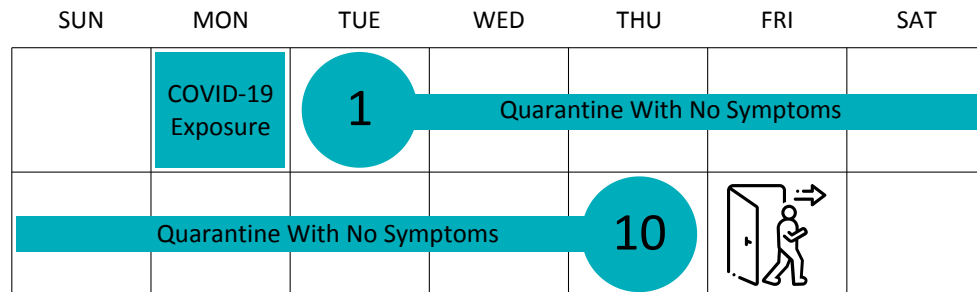 SUN MON TUE WED THU FRI SAT
COVID-19
Exposure
1
Quarantine With No Symptoms
Quarantine With No Symptoms
10